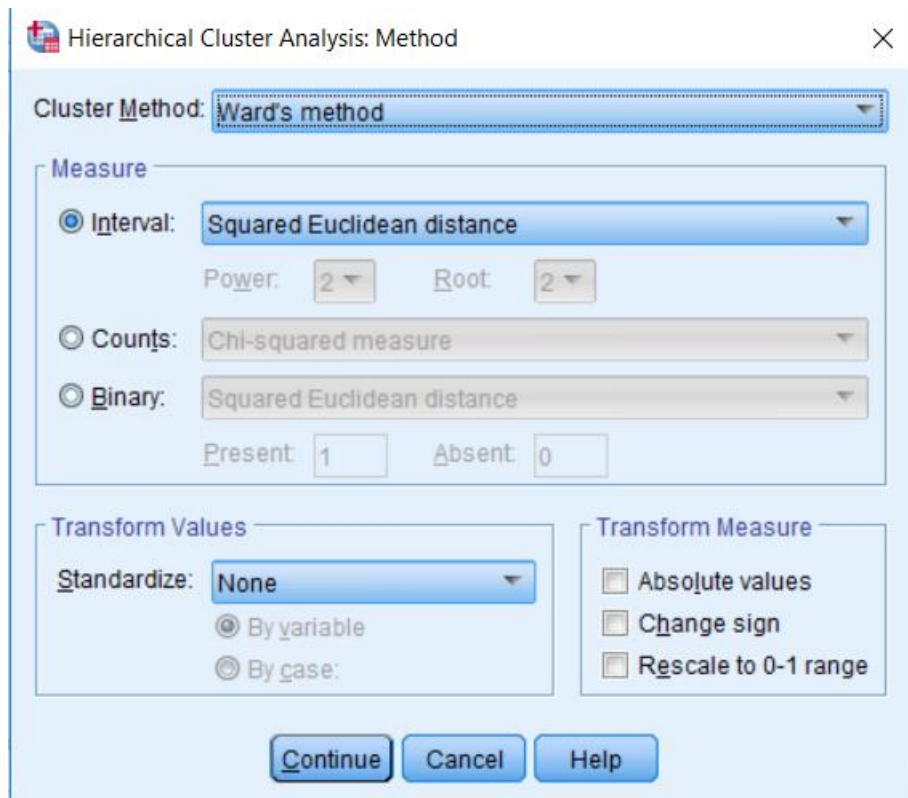 Hierarchical Cluster Analysis: Method
Cluster Method: Ward's method
Measure
Interval: Squared Euclidean distance
Power: 2 Root: 2
Counts: Chi-squared measure
Binary: Squared Euclidean distance
Present: 1 Absent: 0
Transform Values
Standardize: None
By variable
By case:
Transform Measure
Absolute values
Change sign
Rescale to 0-1 range
Continue Cancel Help